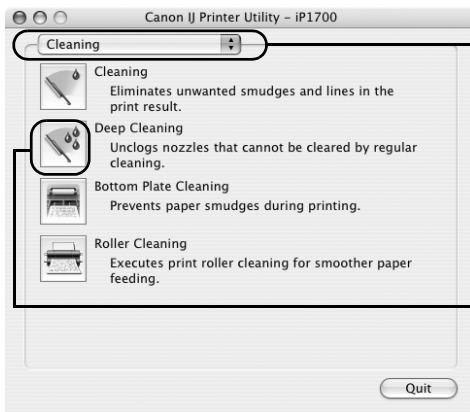 Canon IJ Printer Utility – iP1700
Cleaning
Cleaning
Eliminates unwanted smudges and lines in the
print result.
Deep Cleaning
Unclogs nozzles that cannot be cleared by regular
cleaning.
Bottom Plate Cleaning
Prevents paper smudges during printing.
Roller Cleaning
Executes print roller cleaning for smoother paper
feeding.
Quit